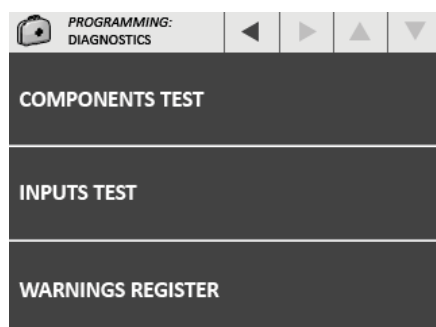 PROGRAMMING:
DIAGNOSTICS
COMPONENTS TEST
INPUTS TEST
WARNINGS REGISTER